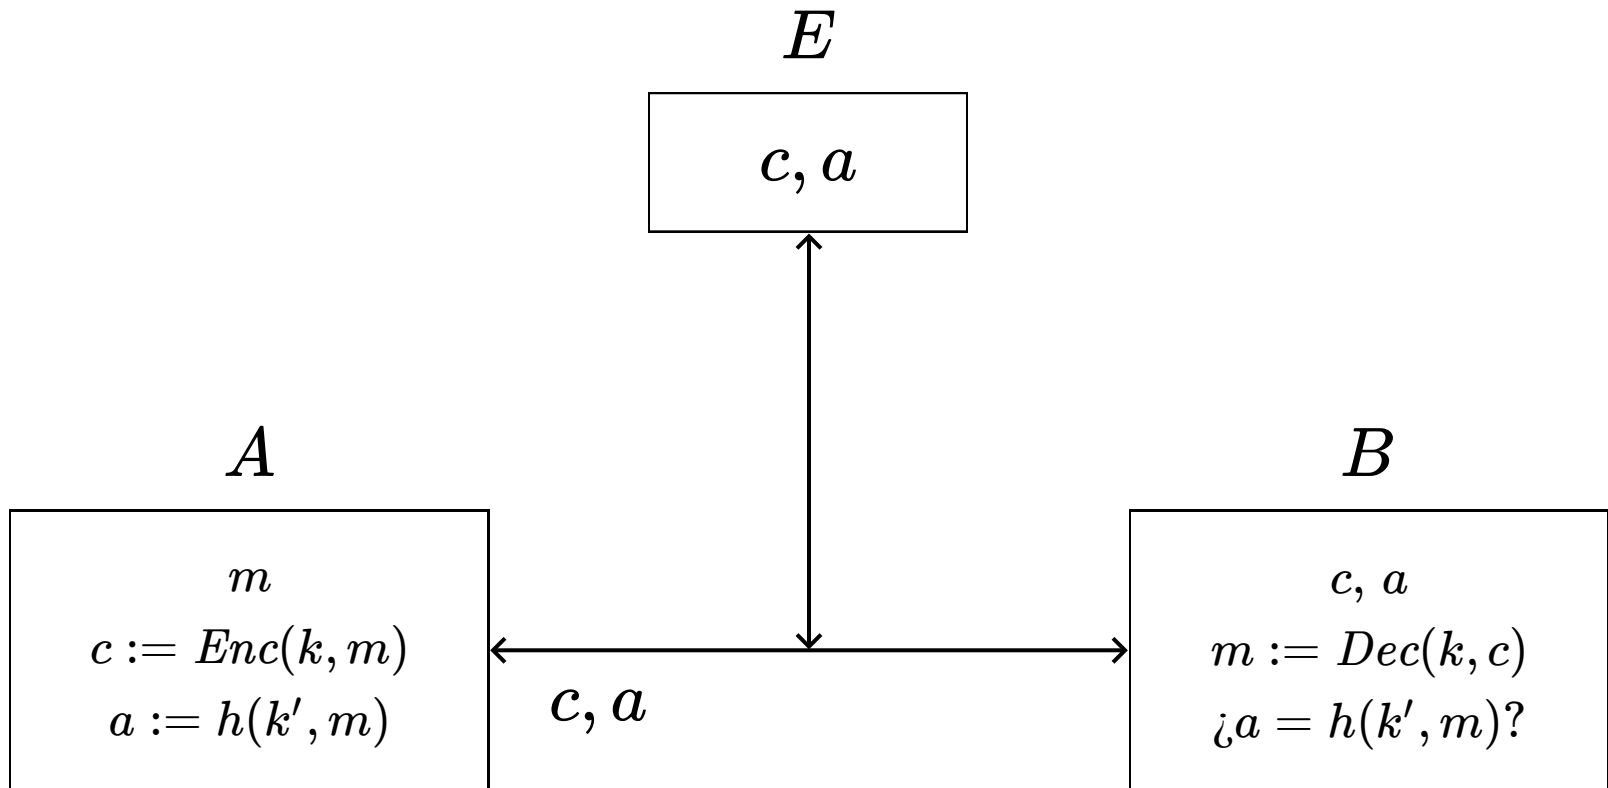 E
c, a
A
m
c := Enc(k, m)
a := h(k′, m)
c, a
B
c, a
m := Dec(k, c)
¿a = h(k′, m)?